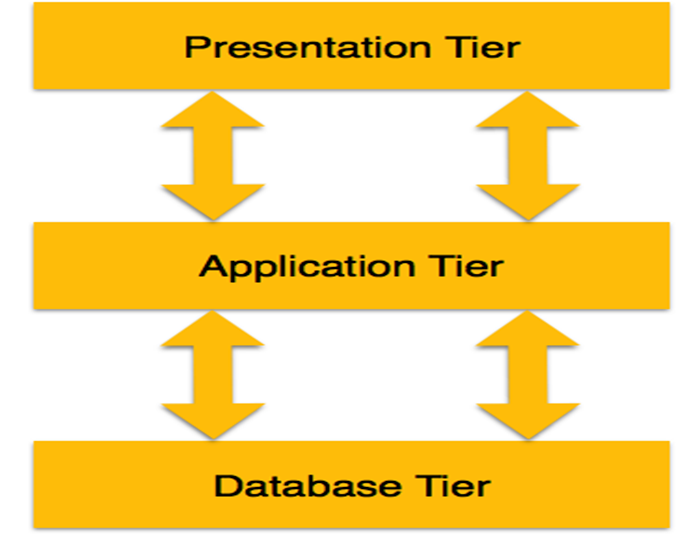 Presentation Tier
Application Tier
Database Tier